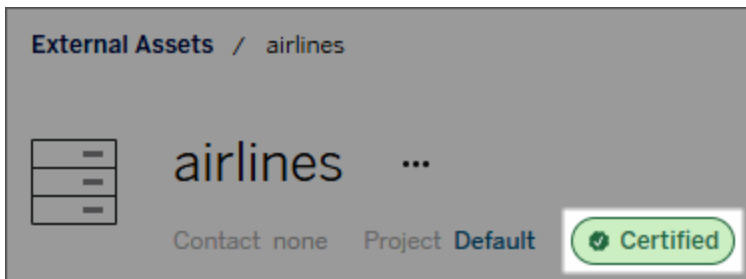 External Assets / airlines
airlines ...
Contact none Project Default Certified